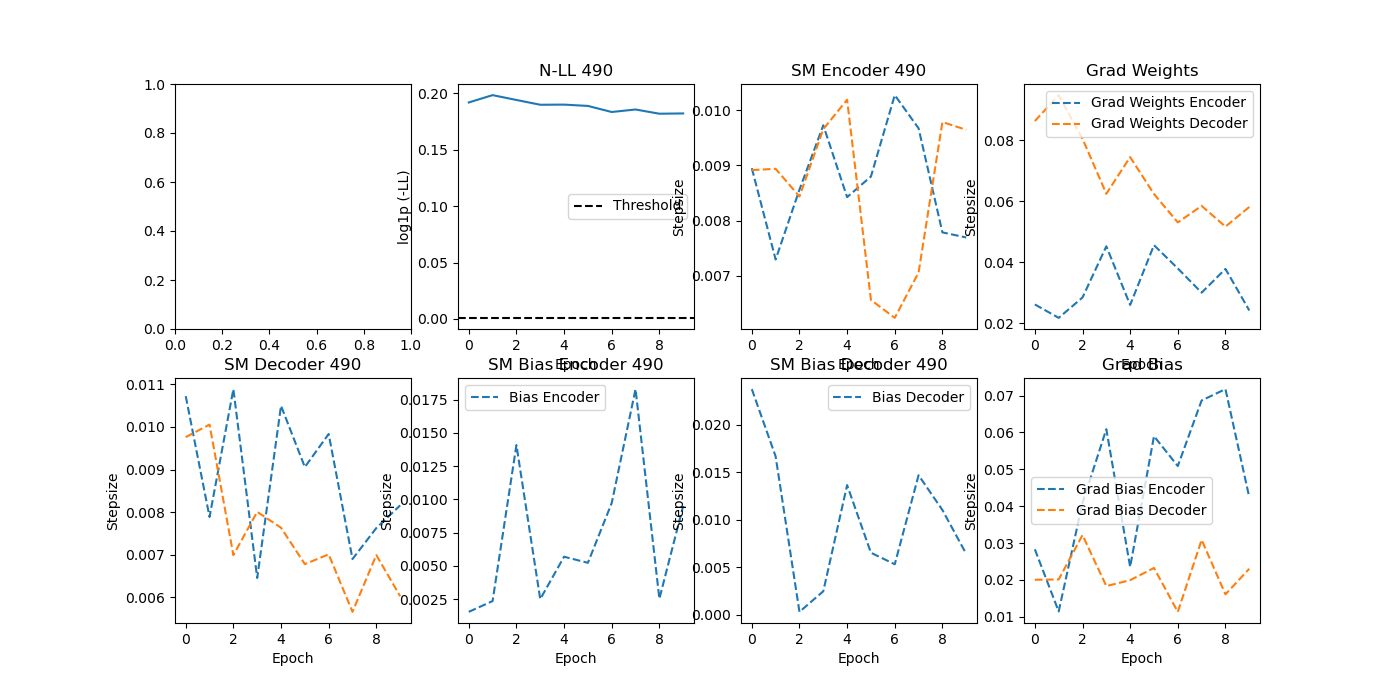 N-LL 490
SM Encoder 490
Grad Weights
1.0
0.8
0.6
0.4
0.2
0.0
0.0 0.2 0.4 0.6 0.8 1.0
log1p (-LL)
0.20
0.15
0.10
0.05
0.00
Threshold
0 2 4 6 8
Epoch
Stepsize
0.010
0.009
0.008
0.007
0 2 4 6 8
Epoch
Stepsize
0.08
0.06
0.04
0.02
Grad Weights Encoder
Grad Weights Decoder
0 2 4 6 8
Epoch
SM Decoder 490
SM Bias Encoder 490
SM Bias Decoder 490
Grad Bias
Stepsize
0.011
0.010
0.009
0.008
0.007
0.006
0 2 4 6 8
Epoch
Stepsize
0.0175
0.0150
0.0125
0.0100
0.0075
0.0050
0.0025
Bias Encoder
0 2 4 6 8
Epoch
Stepsize
0.020
0.015
0.010
0.005
0.000
Bias Decoder
0 2 4 6 8
Epoch
Stepsize
0.07
0.06
0.05
0.04
0.03
0.02
0.01
Grad Bias Encoder
Grad Bias Decoder
0 2 4 6 8
Epoch